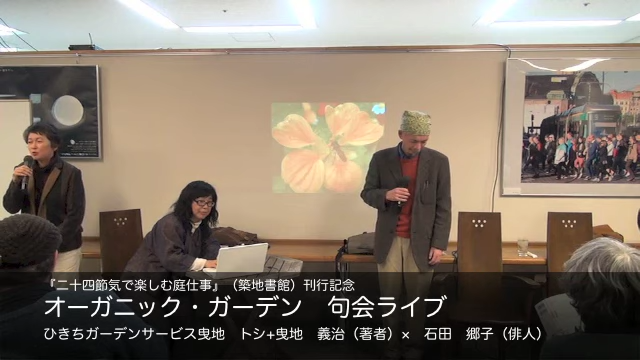 『二十四節気で楽しむ庭仕事』（築地書館）刊行記念
オーガニック・ガーデン　句会ライブ
ひきちガーデンサービス曳地　トシ+曳地　義治（著者）×　石田　郷子（俳人）